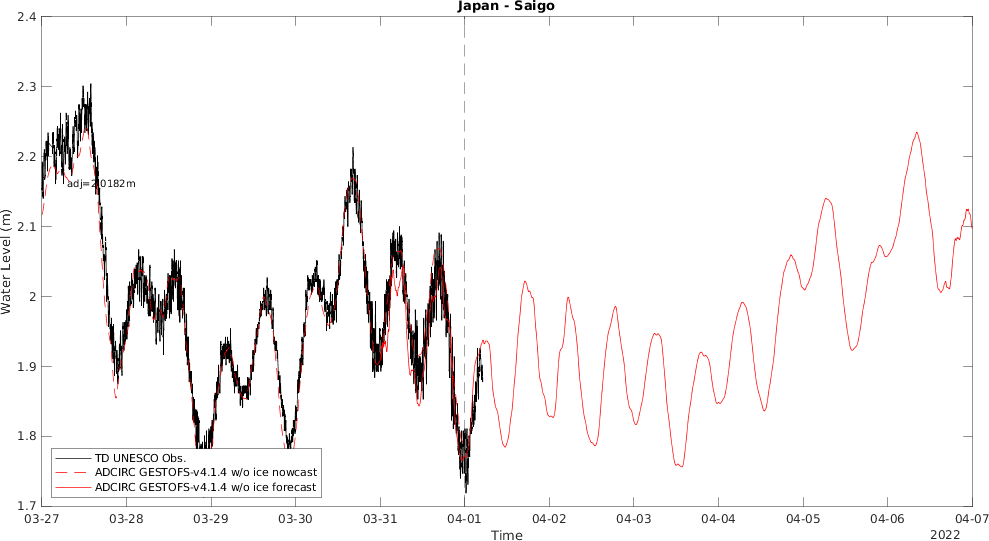 Japan - Saigo
2.4
2.3
2.2
2.1
2
1.9
1.8
1.7
Water Level (m)
adj=2.0182m
TD UNESCO Obs.
ADCIRC GESTOFS-v4.1.4 w/o ice nowcast
ADCIRC GESTOFS-v4.1.4 w/o ice forecast
03-27 03-28 03-29 03-30 03-31 04-01 04-02 04-03 04-04 04-05 04-06 04-07
Time
2022